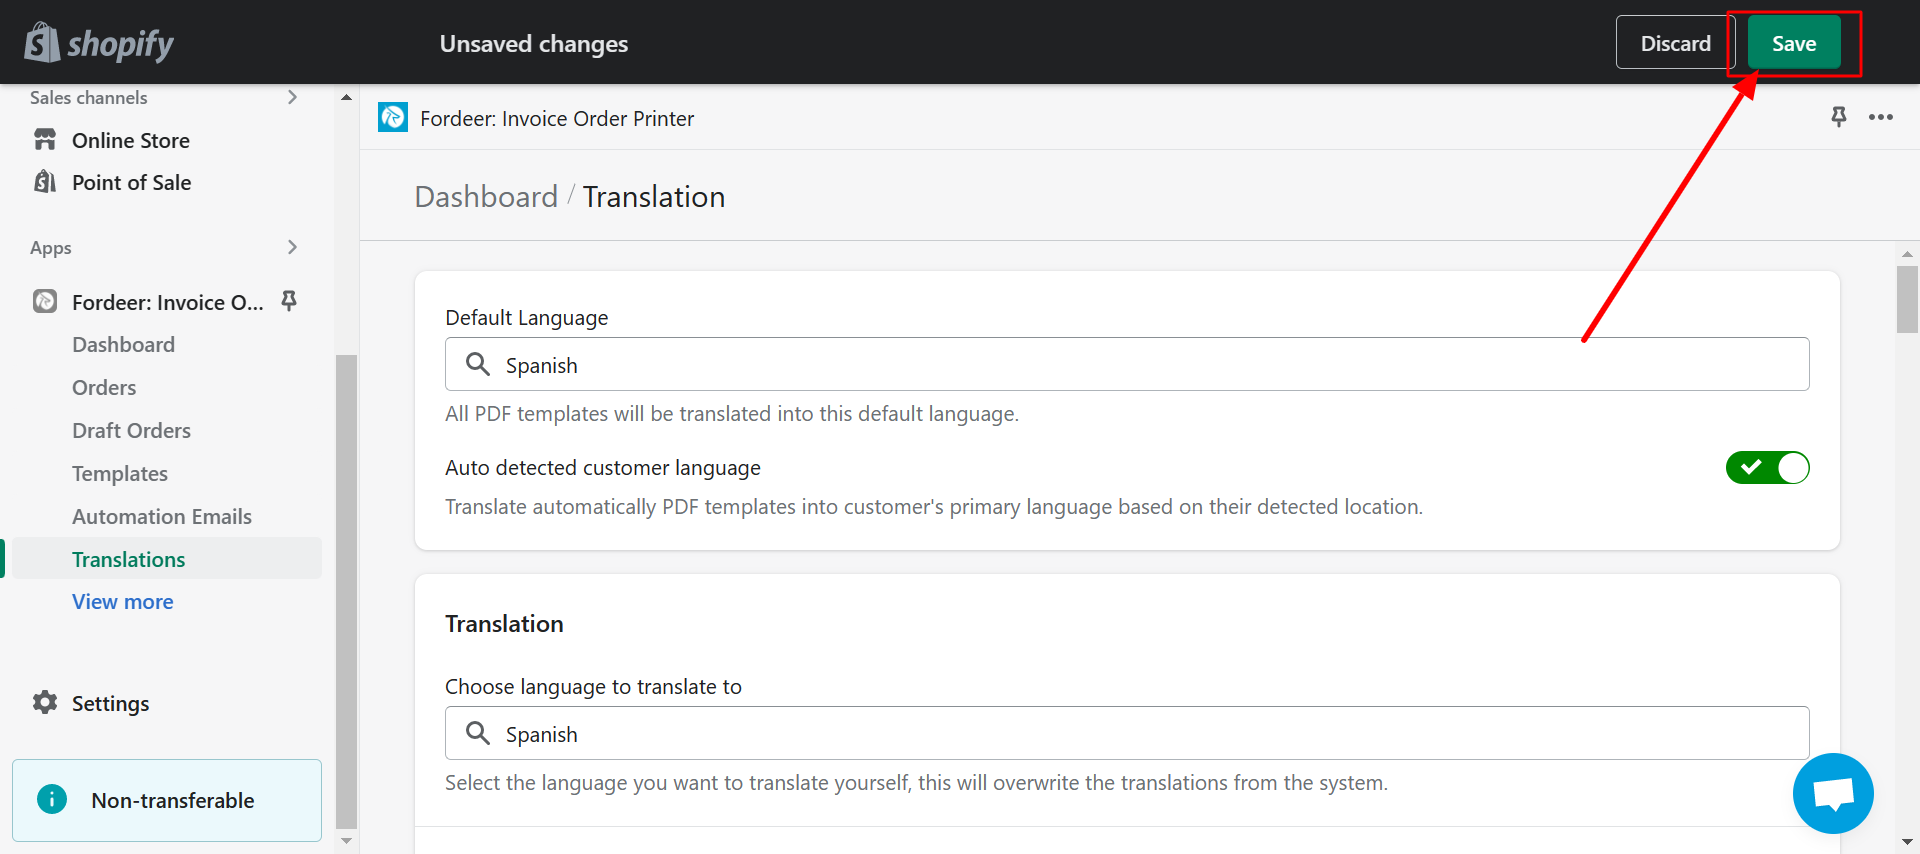 shopify
Unsaved changes
Discard
Save
Sales channels
Online Store
Point of Sale
Apps
Fordeer: Invoice O...
Dashboard
Orders
Draft Orders
Templates
Automation Emails
Translations
View more
Settings
Non-transferable
Fordeer: Invoice Order Printer
Dashboard / Translation
Default Language
Spanish
All PDF templates will be translated into this default language.
Auto detected customer language
Translate automatically PDF templates into customer's primary language based on their detected location.
Translation
Choose language to translate to
Spanish
Select the language you want to translate yourself, this will overwrite the translations from the system.